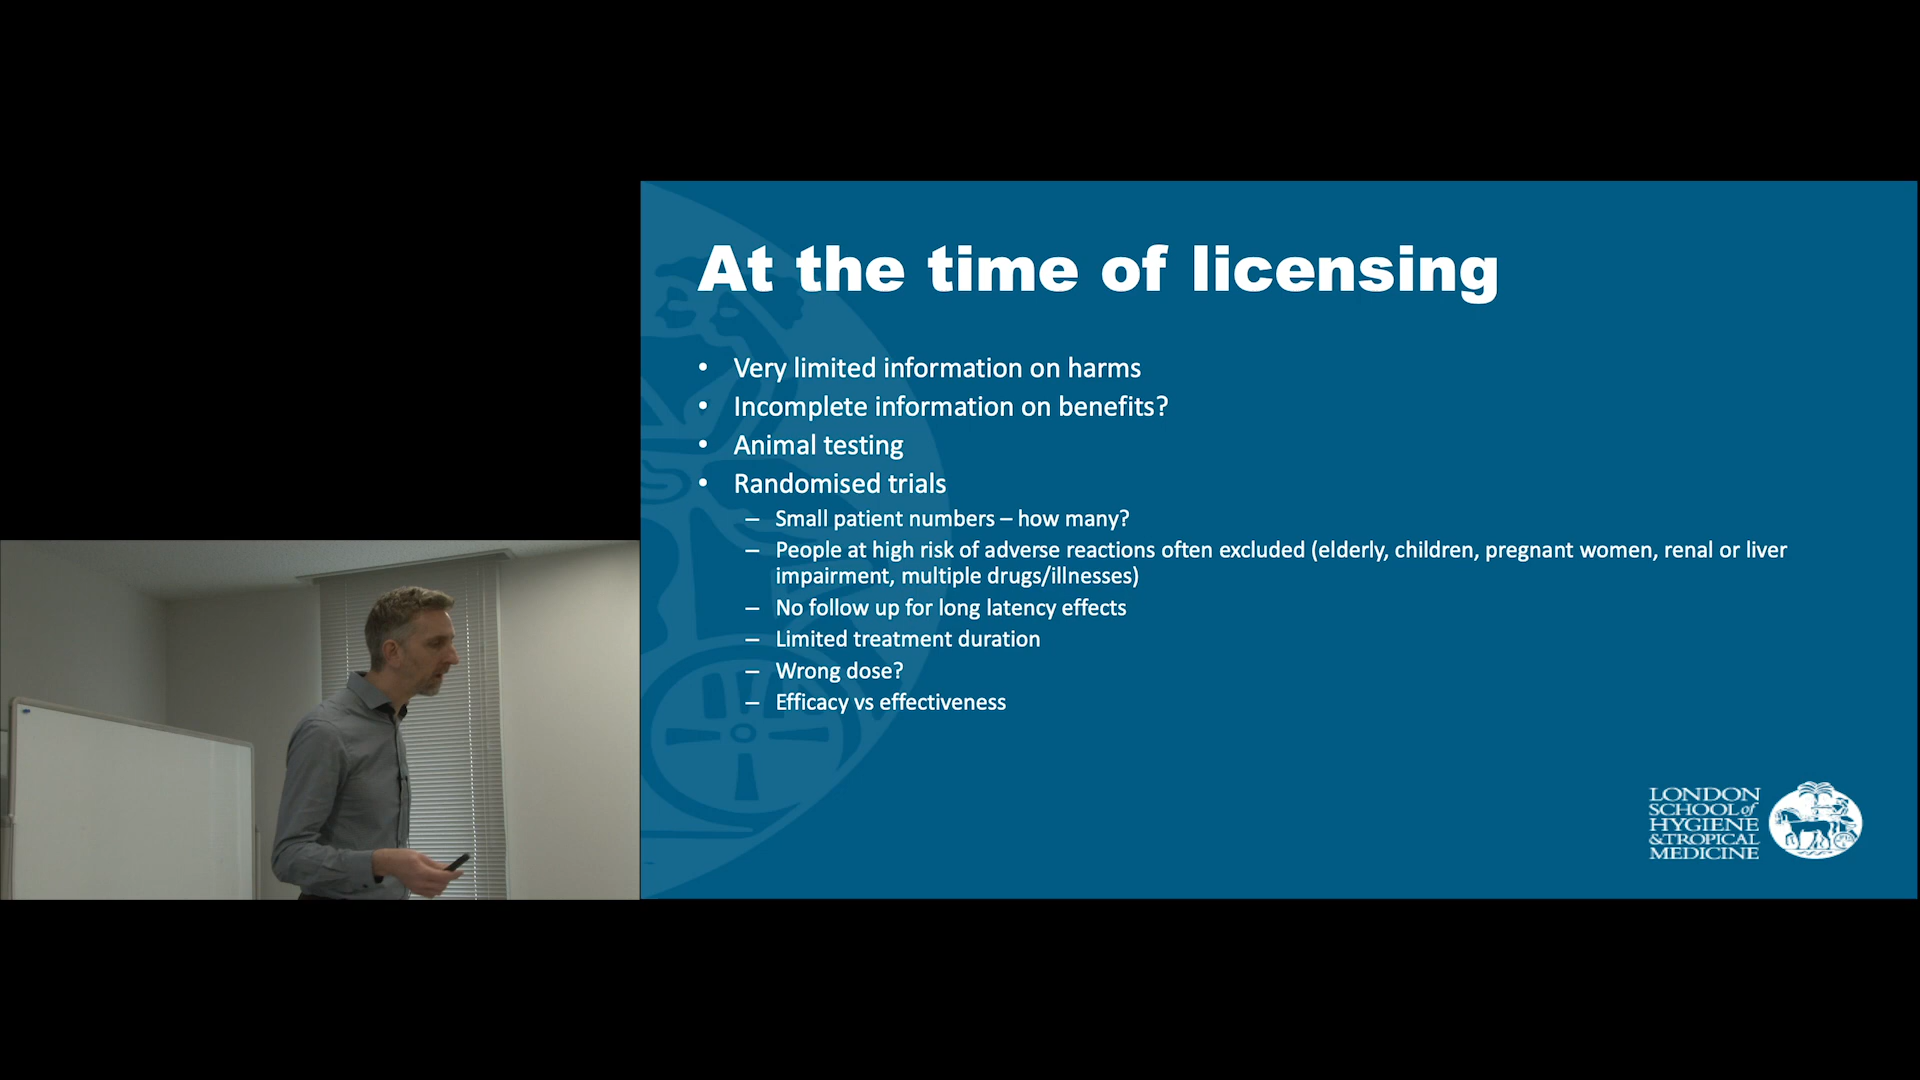 At the time of licensing
• Very limited information on harms
• Incomplete information on benefits?
• Animal testing
• Randomised trials
– Small patient numbers – how many?
– People at high risk of adverse reactions often excluded (elderly, children, pregnant women, renal or liver
impairment, multiple drugs/illnesses)
– No follow up for long latency effects
– Limited treatment duration
– Wrong dose?
– Efficacy vs effectiveness
LONDON
SCHOOL of
HYGIENE
& TROPICAL
MEDICINE